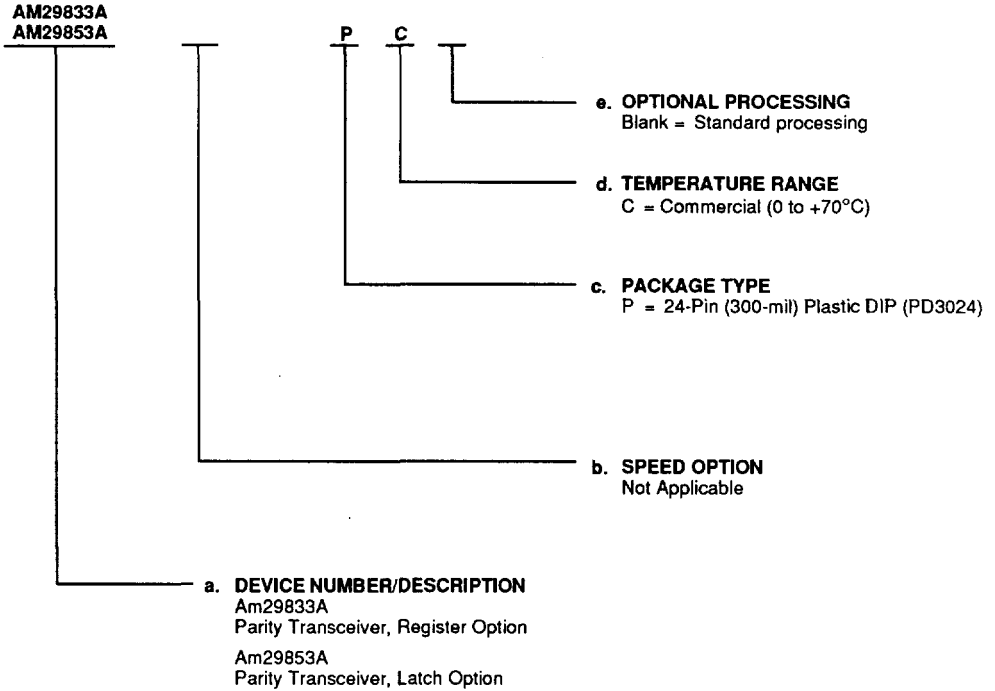 AM29833A
AM29853A
P C
e. OPTIONAL PROCESSING
Blank = Standard processing
d. TEMPERATURE RANGE
C = Commercial (0 to +70°C)
c. PACKAGE TYPE
P = 24-Pin (300-mil) Plastic DIP (PD3024)
b. SPEED OPTION
Not Applicable
a. DEVICE NUMBER/DESCRIPTION
Am29833A
Parity Transceiver, Register Option
Am29853A
Parity Transceiver, Latch Option